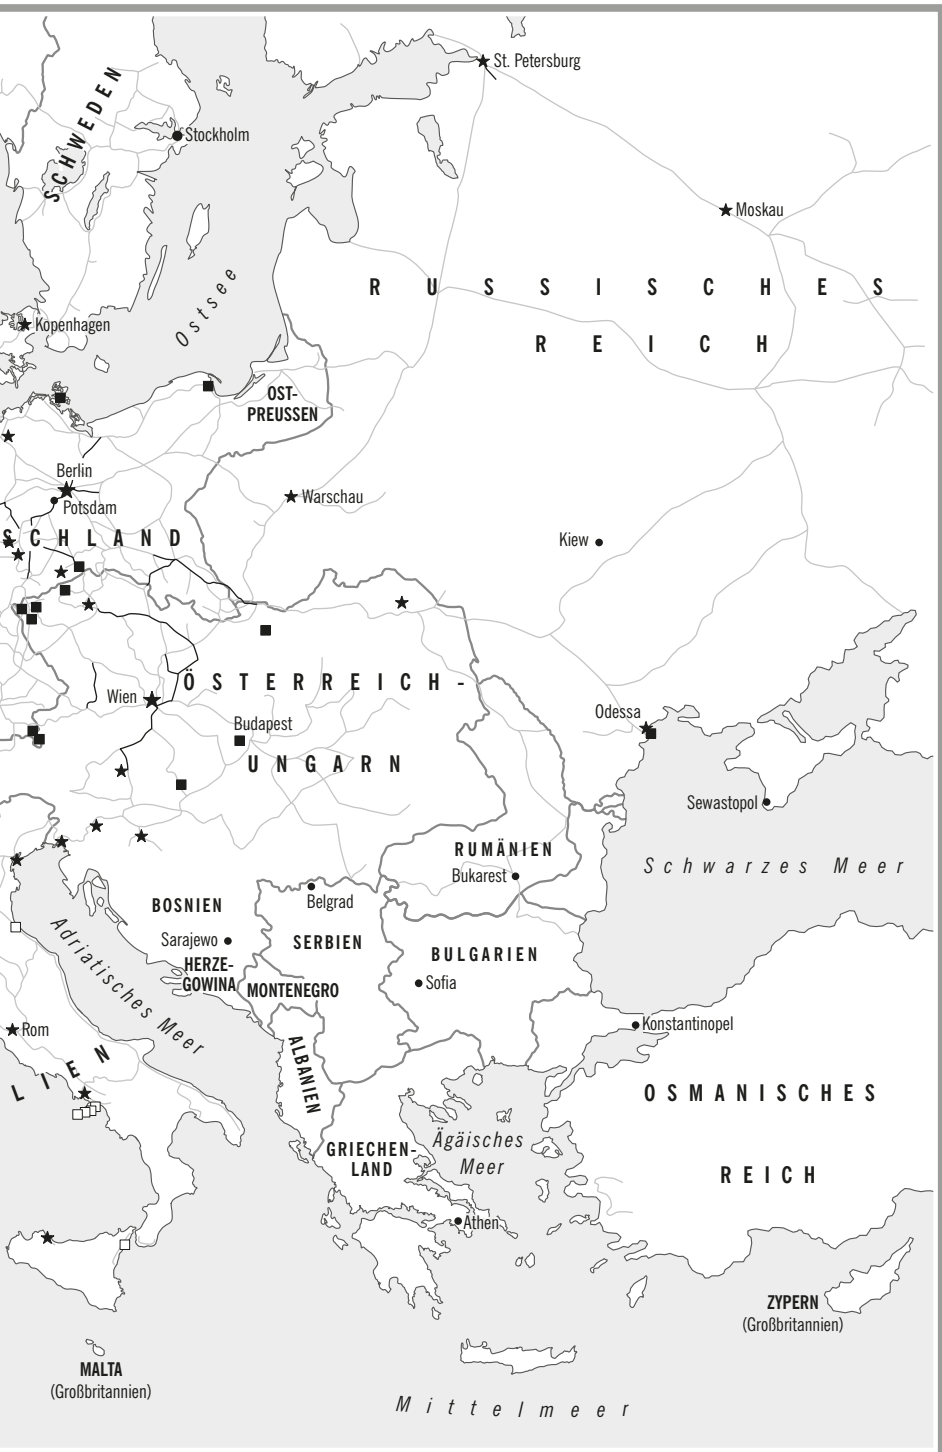 St. Petersburg
SCHWEDEN
Stockholm
Moskau
Ostsee
RUSSISCHES
REICH
Kopenhagen
OST-
PREUSSEN
Berlin
Potsdam
Warschau
SCHLAND
Kiew
ÖSTERREICH-
UNGARN
Wien
Budapest
Odessa
Sewastopol
Schwarzes Meer
RUMÄNIEN
Bukarest
Belgrad
BOSNIEN
Sarajewo
SERBIEN
HERZE-
GOWINA
MONTENEGRO
BULGARIEN
Sofia
Adriatisches Meer
Rom
LIEN
ALBANIEN
Konstantinopel
OSMANISCHES
REICH
Ägäisches
Meer
GRIECHEN-
LAND
Athen
ZYPERN
(Großbritannien)
MALTA
(Großbritannien)
Mittelmeer